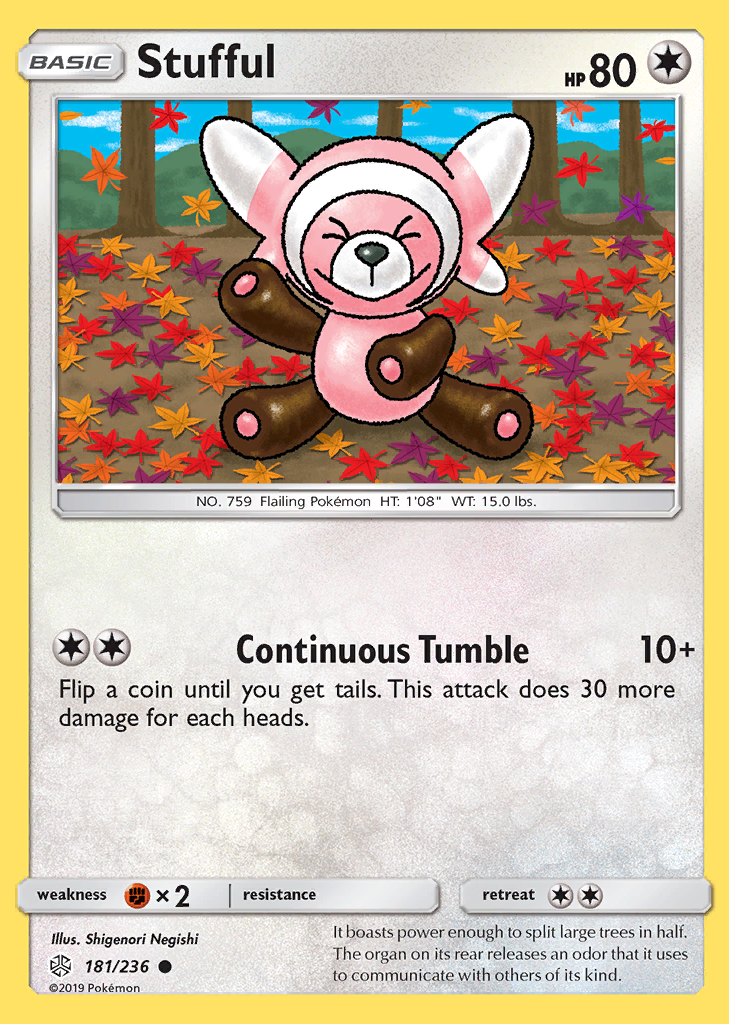 BASIC Stufful HP 80
NO. 759 Flailing Pokémon HT: 1'08" WT: 15.0 lbs.
Continuous Tumble 10+
Flip a coin until you get tails. This attack does 30 more
damage for each heads.
weakness × 2 resistance retreat
Illus. Shigenori Negishi
181/236
©2019 Pokémon
It boasts power enough to split large trees in half.
The organ on its rear releases an odor that it uses
to communicate with others of its kind.